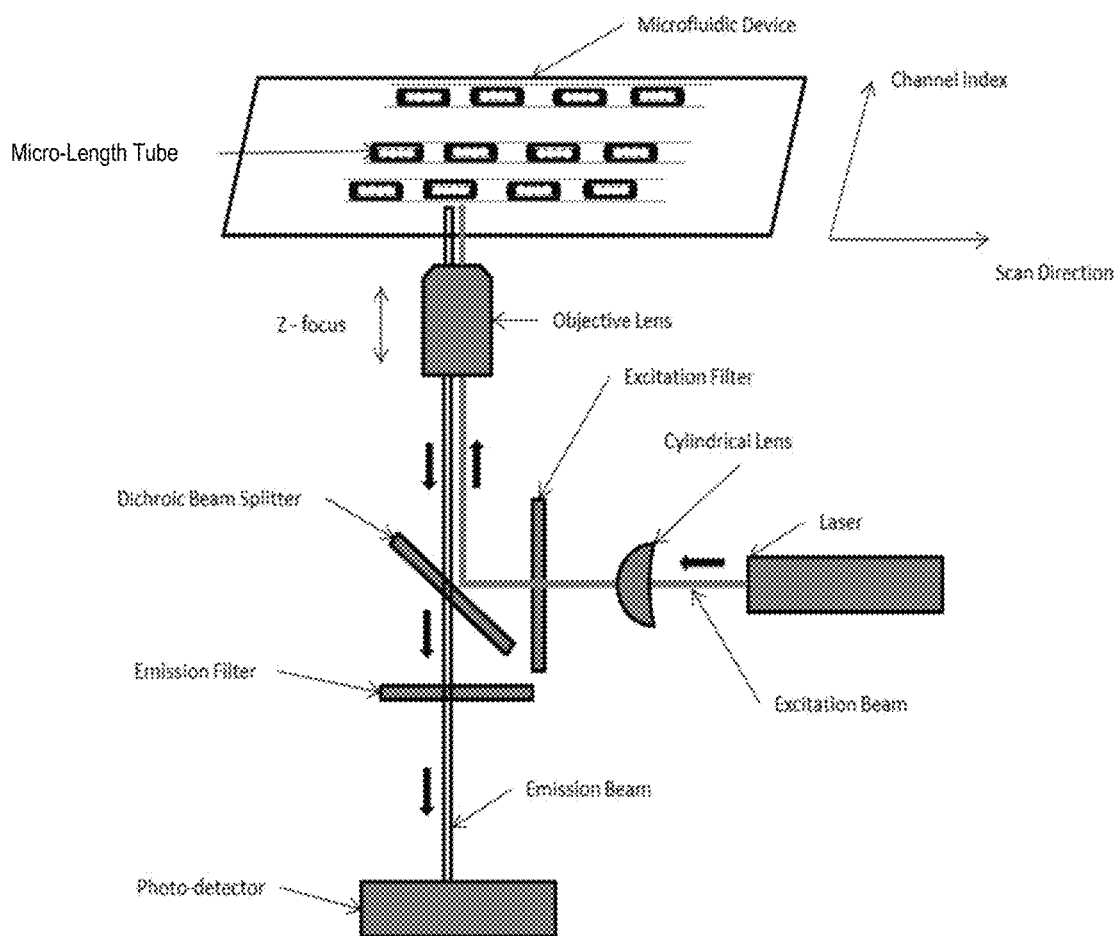 Microfluidic Device
Channel Index
Micro-Length Tube
Scan Direction
Z - focus
Objective Lens
Excitation Filter
Cylindrical Lens
Dichroic Beam Splitter
Laser
Emission Filter
Excitation Beam
Emission Beam
Photo-detector